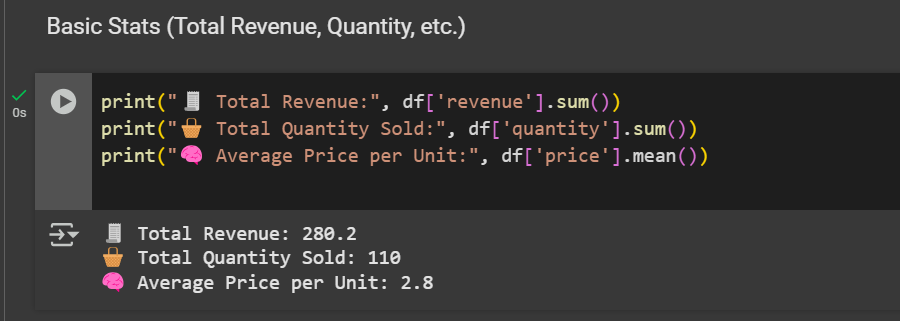 Basic Stats (Total Revenue, Quantity, etc.)
0s
print("🧾 Total Revenue:", df['revenue'].sum())
print("🧺 Total Quantity Sold:", df['quantity'].sum())
print("🧠 Average Price per Unit:", df['price'].mean())
🧾 Total Revenue: 280.2
🧺 Total Quantity Sold: 110
🧠 Average Price per Unit: 2.8